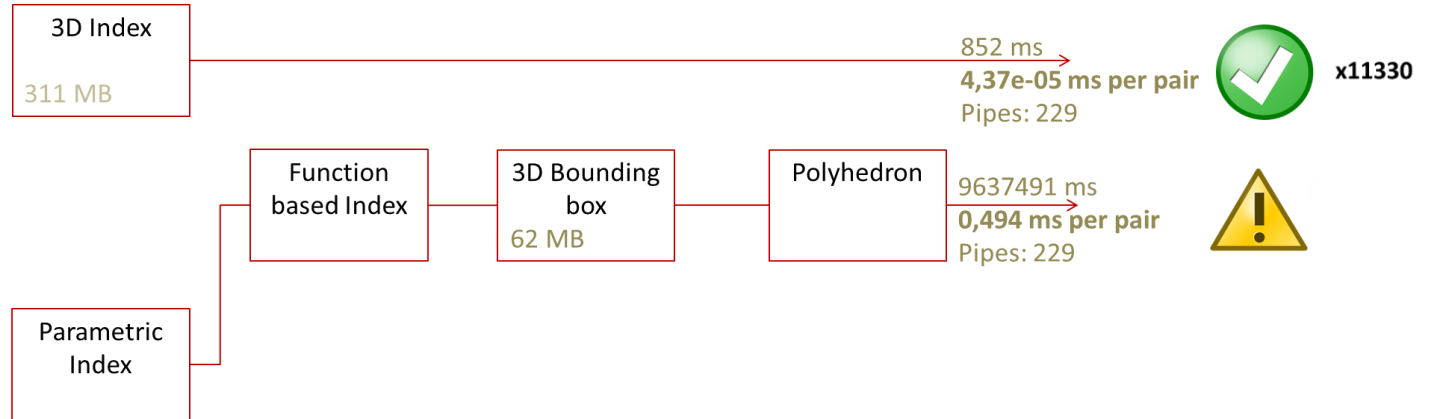 3D Index
311 MB
852 ms
4,37e-05 ms per pair
Pipes: 229
x11330
Function
based Index
3D Bounding
box
62 MB
Polyhedron
9637491 ms
0,494 ms per pair
Pipes: 229
Parametric
Index